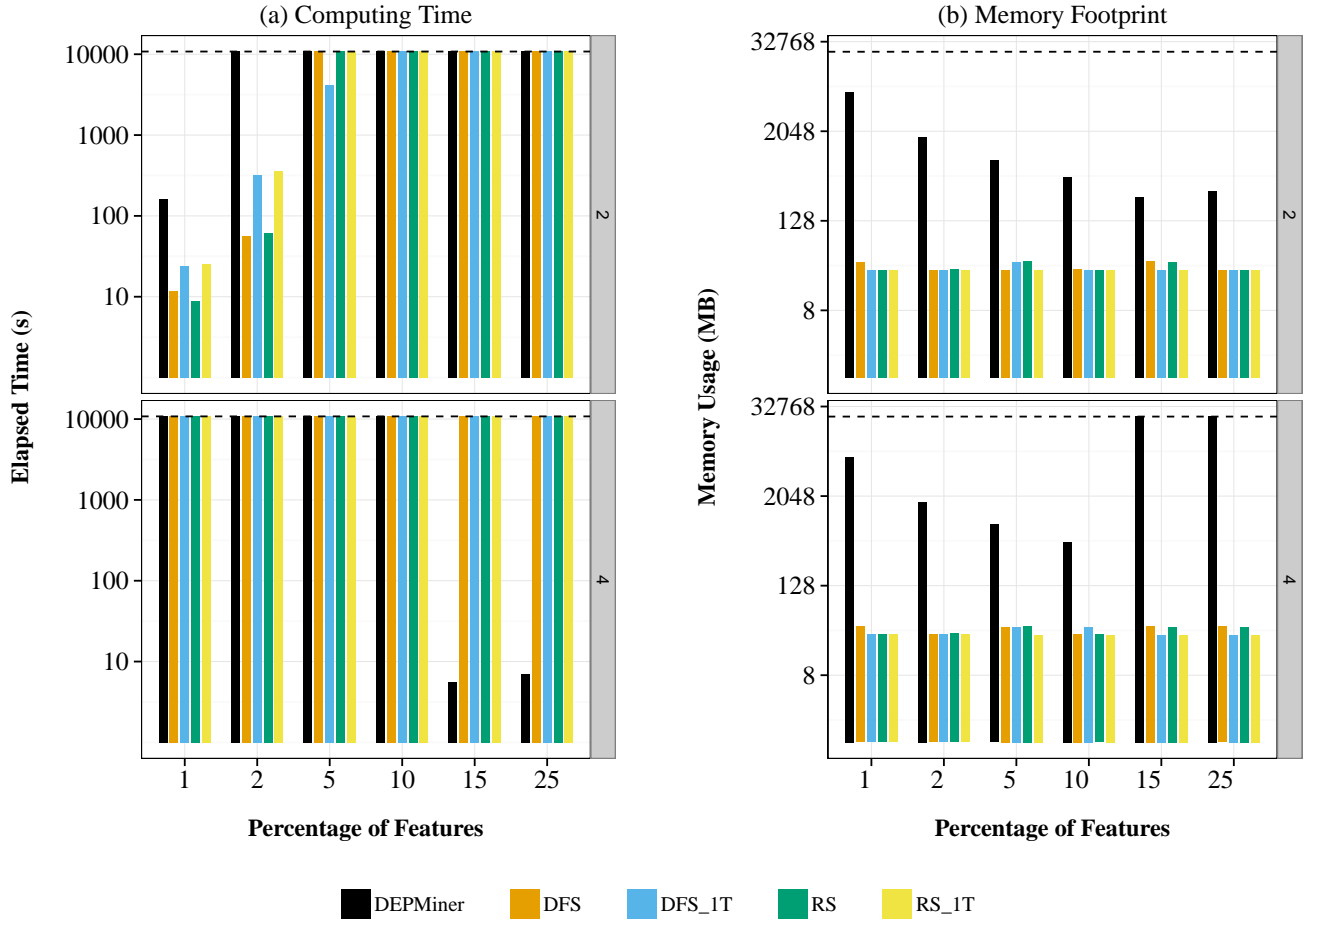 (a) Computing Time
(b) Memory Footprint
Elapsed Time (s)
10000
1000
100
10
2
10000
1000
100
10
4
1 2 5 10 15 25
Percentage of Features
Memory Usage (MB)
32768
2048
128
8
2
32768
2048
128
8
4
1 2 5 10 15 25
Percentage of Features
DEPMiner DFS DFS_1T RS RS_1T